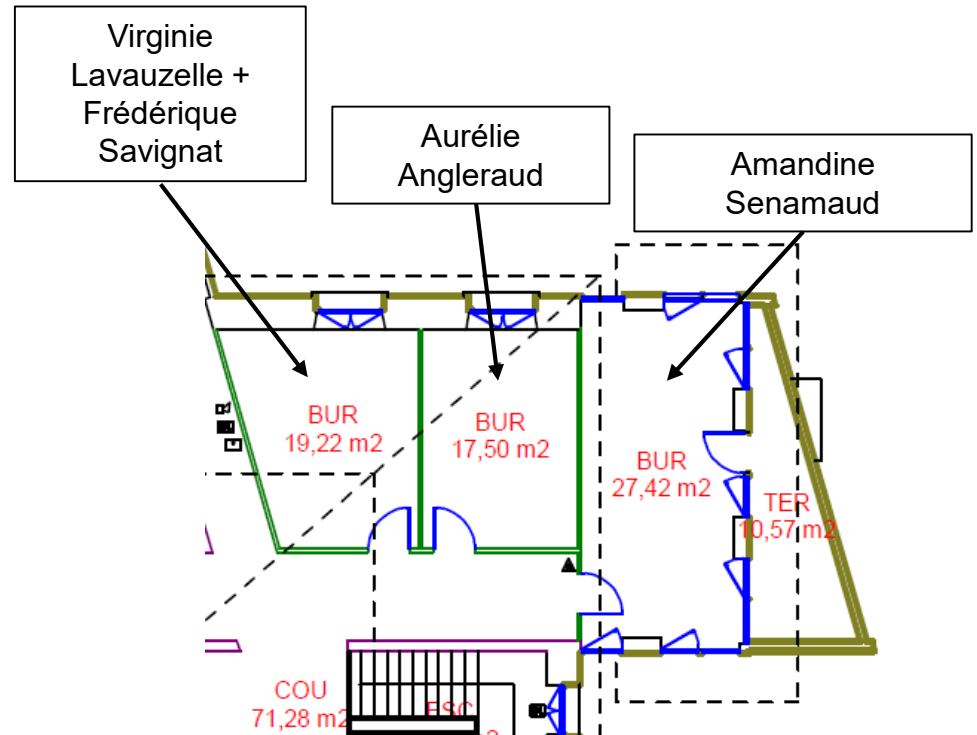 Virginie
Lavauzelle +
Frédérique
Savignat
Aurélie
Angleraud
Amandine
Senamaud
BUR
19,22 m2
BUR
17,50 m2
BUR
27,42 m2
TER
10,57 m2
COU
71,28 m2
ESC